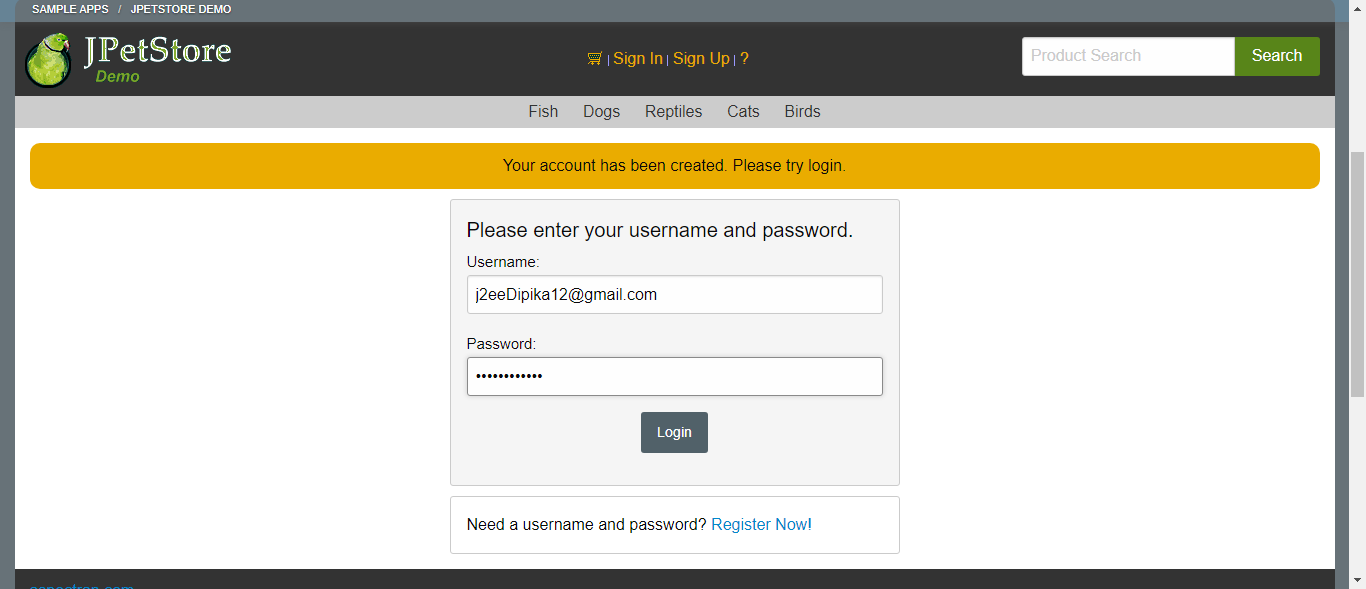 SAMPLE APPS / JPETSTORE DEMO
JPetStore
Demo
| Sign In | Sign Up | ?
Product Search
Search
Fish Dogs Reptiles Cats Birds
Your account has been created. Please try login.
Please enter your username and password.
Username:
j2eeDipika12@gmail.com
Password:
••••••••••••
Login
Need a username and password? Register Now!